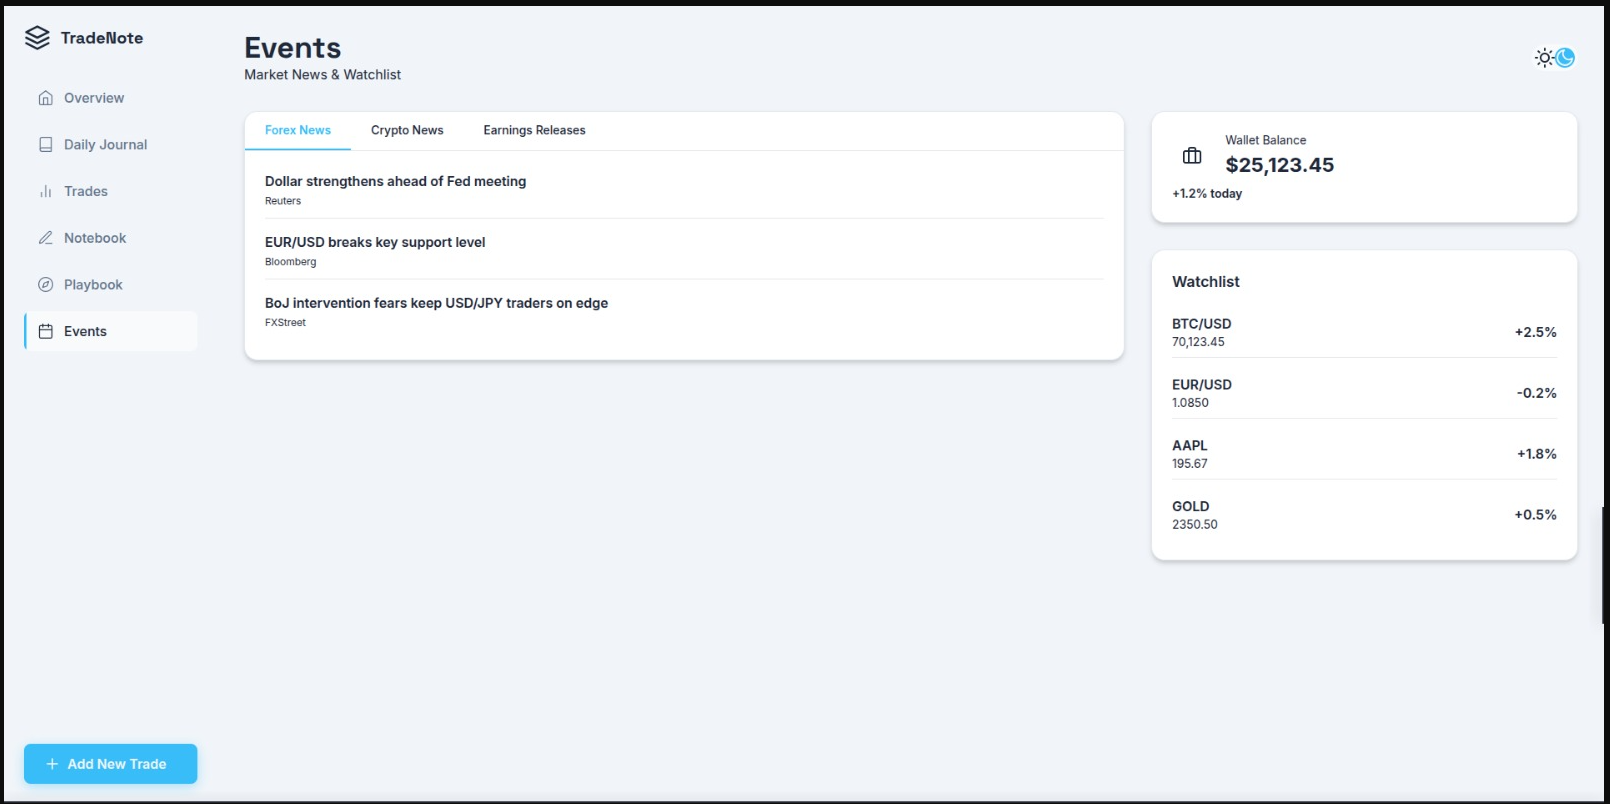 TradeNote
Overview
Daily Journal
Trades
Notebook
Playbook
Events
Add New Trade
Events
Market News & Watchlist
Forex News
Crypto News
Earnings Releases
Dollar strengthens ahead of Fed meeting
Reuters
EUR/USD breaks key support level
Bloomberg
BoJ intervention fears keep USD/JPY traders on edge
FXStreet
Wallet Balance
$25,123.45
+1.2% today
Watchlist
BTC/USD
70,123.45
+2.5%
EUR/USD
1.0850
-0.2%
AAPL
195.67
+1.8%
GOLD
2350.50
+0.5%